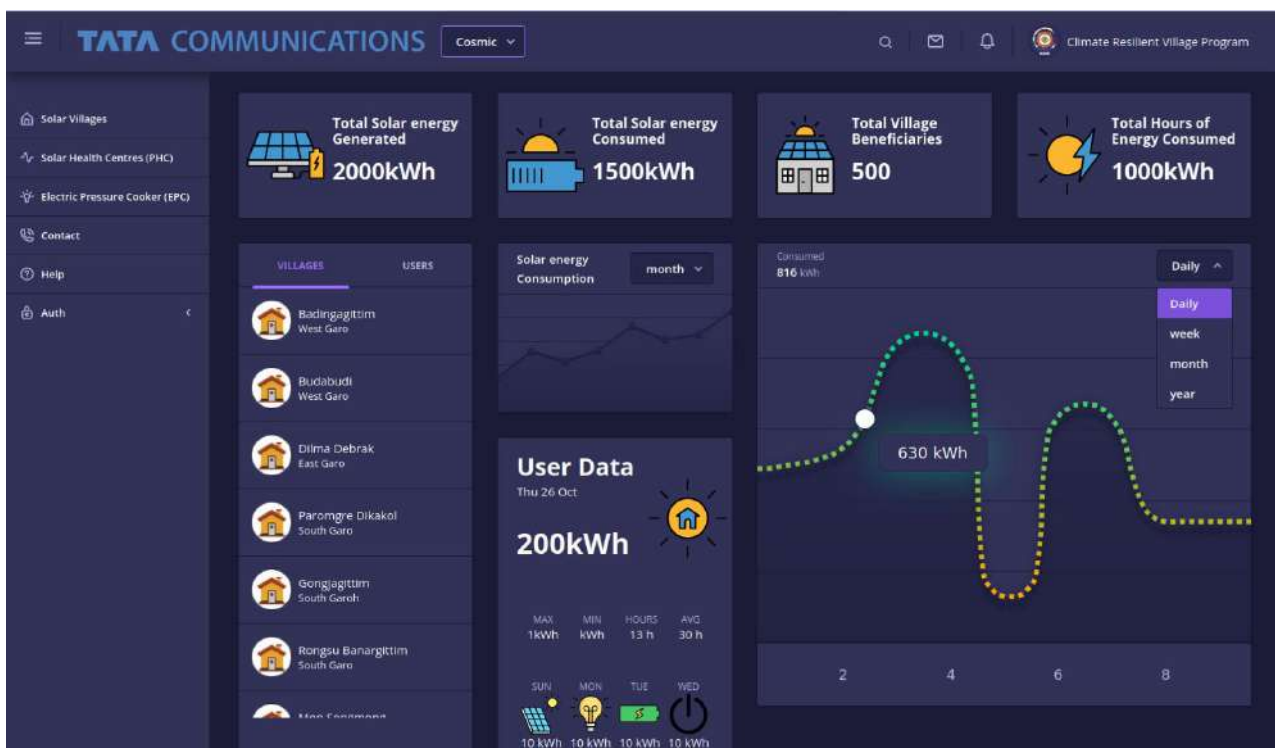 TATA COMMUNICATIONS
Cosmic
Climate Resilient Village Program
Solar Villages
Solar Health Centres (PHC)
Electric Pressure Cooker (EPC)
Contact
Help
Auth
Total Solar energy
Generated
2000kWh
Total Solar energy
Consumed
1500kWh
Total Village
Beneficiaries
500
Total Hours of
Energy Consumed
1000kWh
VILLAGES
USERS
Badingagittim
West Garo
Budabudi
West Garo
Dilma Debrak
East Garo
Paromgre Dikakol
South Garo
Gongjagittim
South Garoh
Rongsu Banargittim
South Garo
Solar energy
Consumption
month
User Data
Thu 26 Oct
200kWh
MAX MIN HOURS AVG
1kWh kWh 13 h 30 h
SUN MON TUE WED
10 kWh 10 kWh 10 kWh 10 kWh
Consumed
816 kWh
Daily
Daily
week
month
year
630 kWh
2 4 6 8